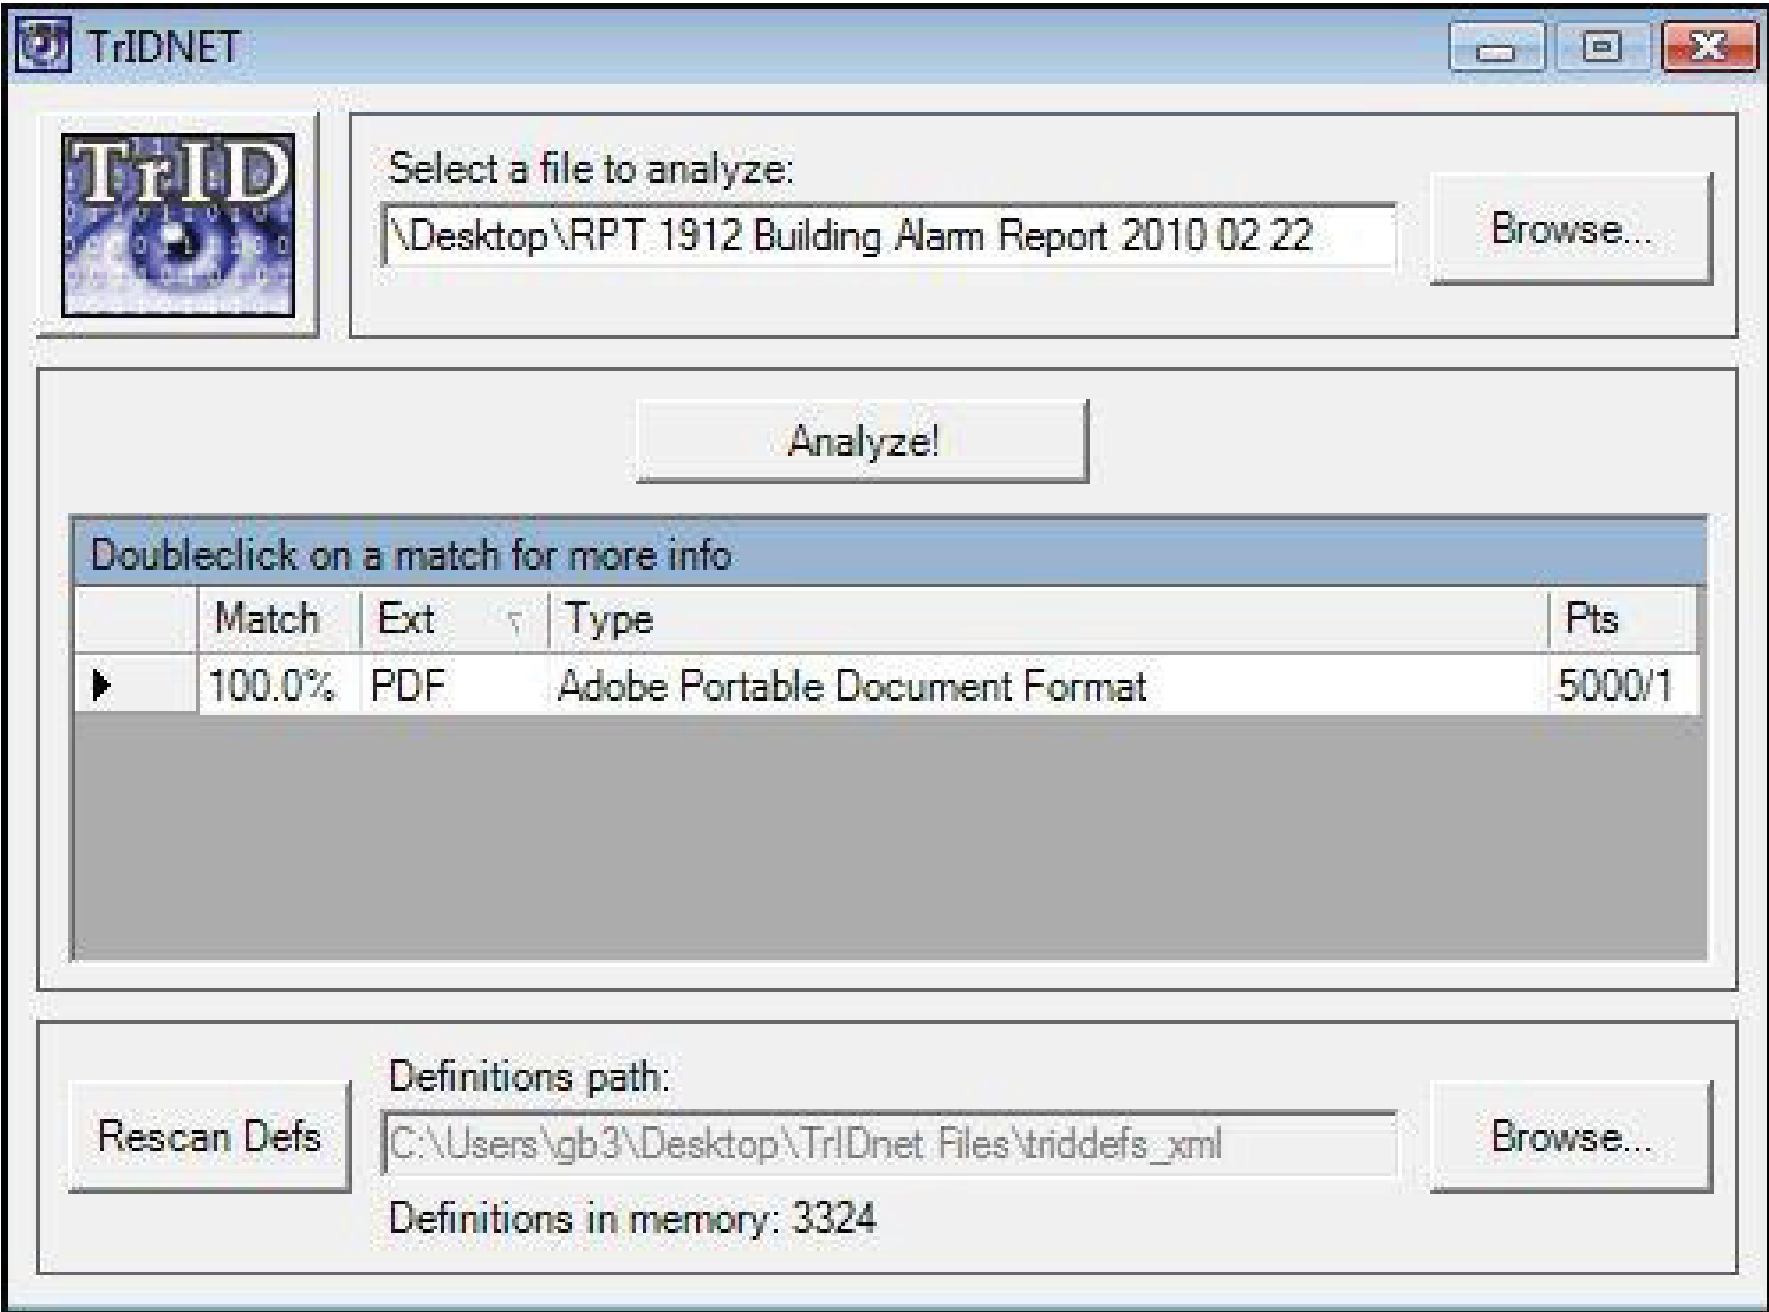 TrIDNET
TrID
Select a file to analyze:
\Desktop\RPT 1912 Building Alarm Report 2010 02 22
Browse...
Analyze!
Doubleclick on a match for more info
Match Ext Type Pts
100.0% PDF Adobe Portable Document Format 5000/1
Rescan Defs
Definitions path:
C:\Users\gb3\Desktop\TrIDnet Files\triddefs_xml
Browse...
Definitions in memory: 3324